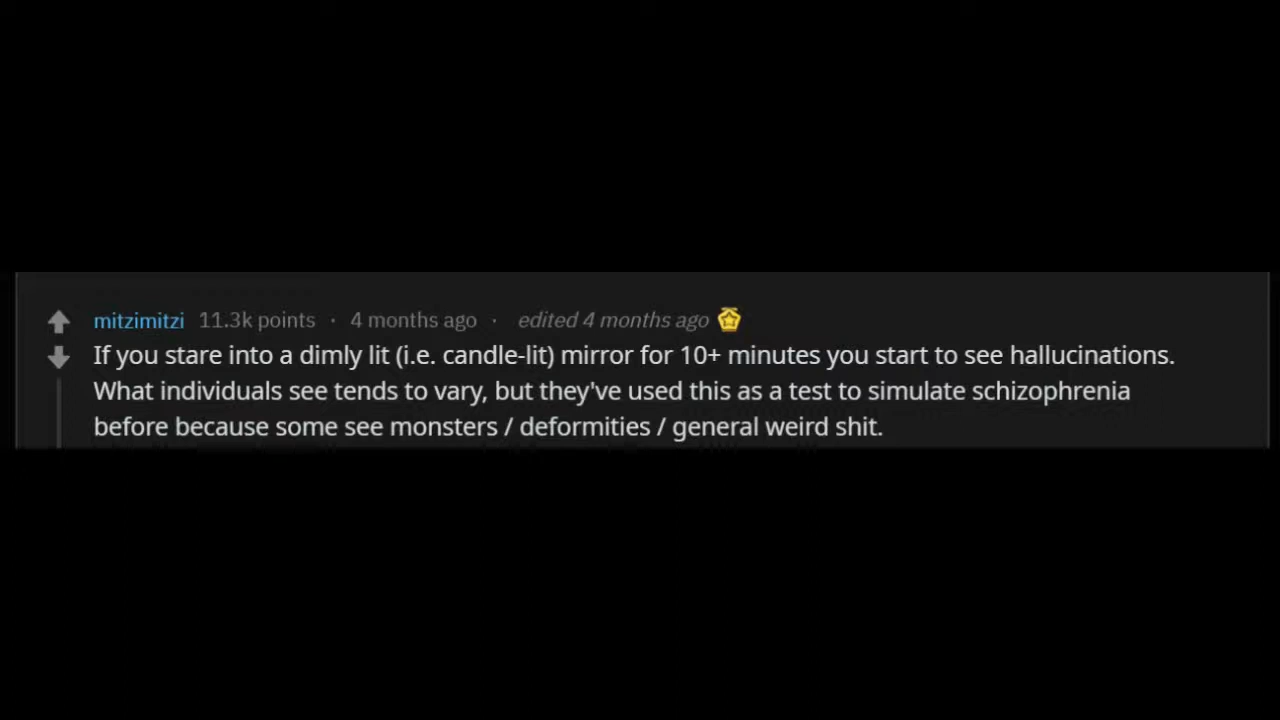 mitzimitzi 11.3k points · 4 months ago · edited 4 months ago
If you stare into a dimly lit (i.e. candle-lit) mirror for 10+ minutes you start to see hallucinations.
What individuals see tends to vary, but they've used this as a test to simulate schizophrenia
before because some see monsters / deformities / general weird shit.